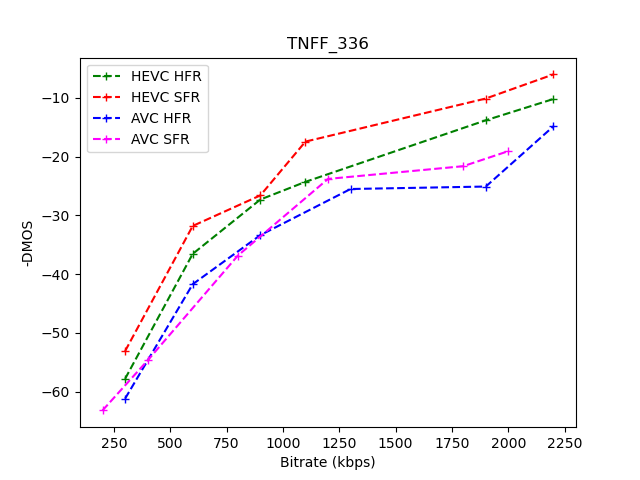 TNFF_336
HEVC HFR
HEVC SFR
AVC HFR
AVC SFR
-DMOS
−10
−20
−30
−40
−50
−60
250 500 750 1000 1250 1500 1750 2000 2250
Bitrate (kbps)